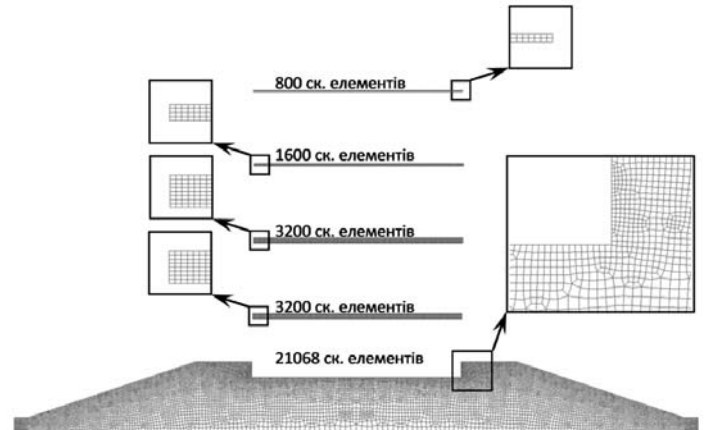 800 ск. елементів
1600 ск. елементів
3200 ск. елементів
3200 ск. елементів
21068 ск. елементів